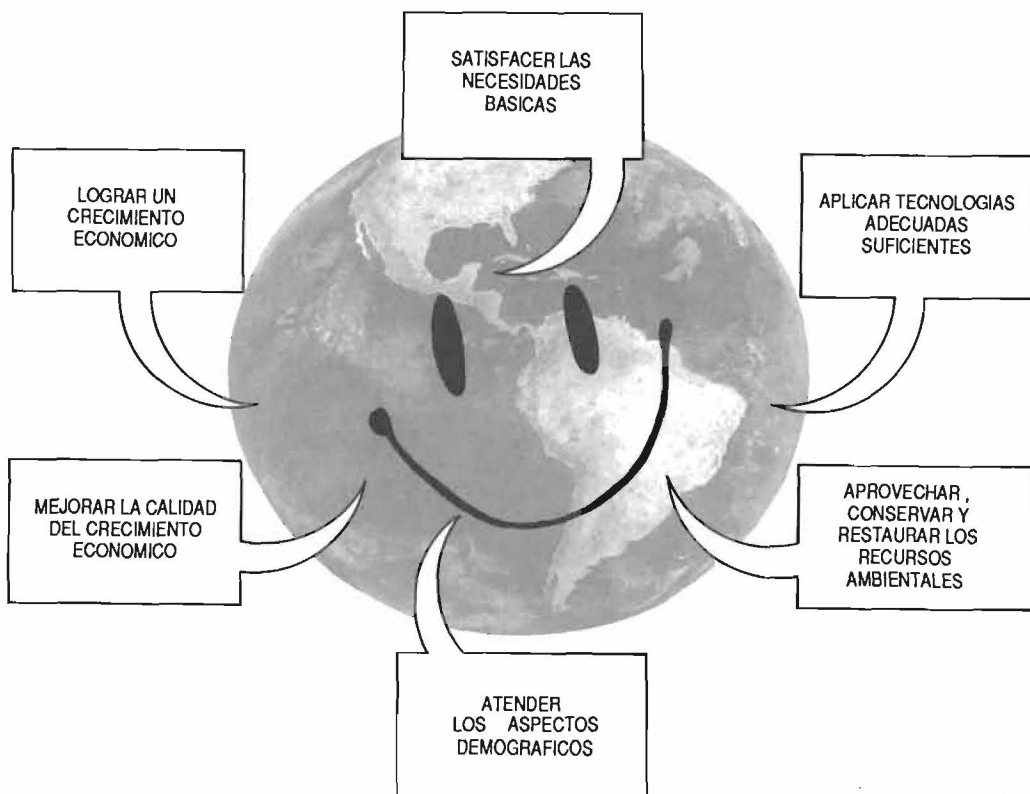 SATISFACER LAS
NECESIDADES
BASICAS
LOGRAR UN
CRECIMIENTO
ECONOMICO
APLICAR TECNOLOGIAS
ADECUADAS
SUFICIENTES
MEJORAR LA CALIDAD
DEL CRECIMIENTO
ECONOMICO
APROVECHAR ,
CONSERVAR Y
RESTAURAR LOS
RECURSOS
AMBIENTALES
ATENDER
LOS ASPECTOS
DEMOGRAFICOS